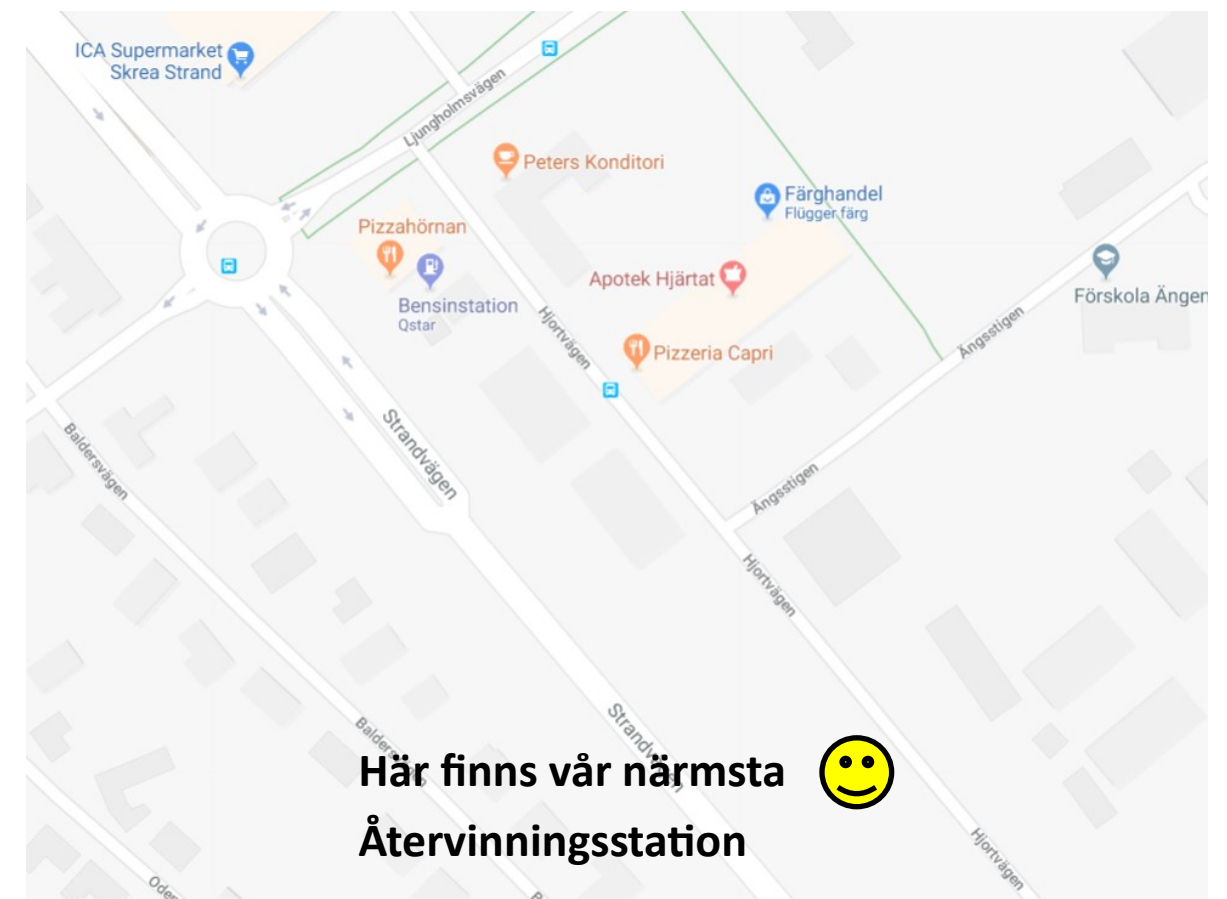 ICA Supermarket
Skrea Strand
Ljungholmsvägen
Peters Konditori
Färghandel
Flügger färg
Pizzahörnan
Apotek Hjärtat
Bensinstation
Qstar
Förskola Ängen
Hjortvägen
Ängsstigen
Pizzeria Capri
Strandvägen
Baldersvägen
Ängsstigen
Hjortvägen
Strandvägen
Baldersvägen
Här finns vår närmsta
Återvinningsstation
Hjortvägen